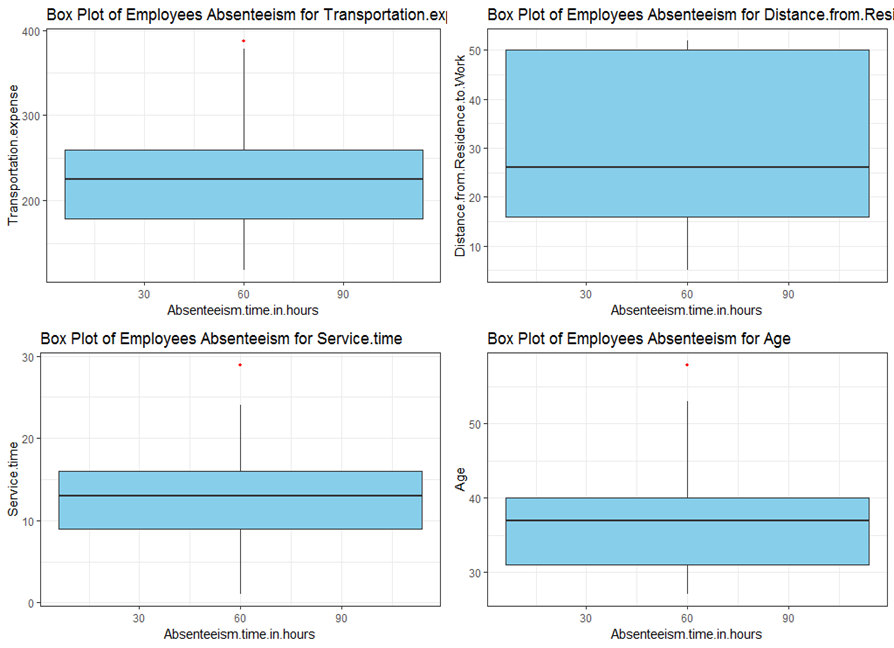 Box Plot of Employees Absenteeism for Transportation.exp
400
300
200
Transportation.expense
30 60 90
Absenteeism.time.in.hours
Box Plot of Employees Absenteeism for Distance.from.Resi
50
40
30
20
10
Distance.from.Residence.to.Work
30 60 90
Absenteeism.time.in.hours
Box Plot of Employees Absenteeism for Service.time
30
20
10
0
Service.time
30 60 90
Absenteeism.time.in.hours
Box Plot of Employees Absenteeism for Age
50
40
30
Age
30 60 90
Absenteeism.time.in.hours